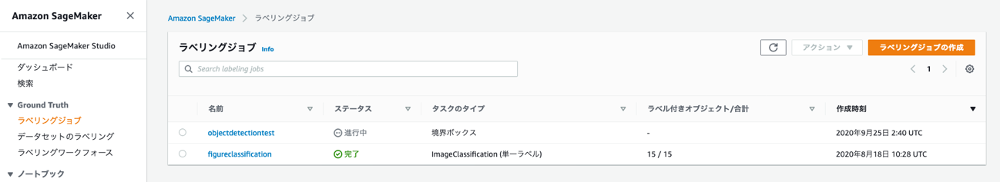 Amazon SageMaker
Amazon SageMaker Studio
ダッシュボード
検索
Ground Truth
ラベリングジョブ
データセットのラベリング
ラベリングワークフォース
ノートブック
Amazon SageMaker ラベリングジョブ
ラベリングジョブ Info アクション ラベリングジョブの作成
Search labeling jobs 1
名前 ステータス タスクのタイプ ラベル付きオブジェクト/合計 作成時刻
objectdetectiontest 進行中 境界ボックス - 2020年9月25日 2:40 UTC
figureclassification 完了 ImageClassification (単一ラベル) 15 / 15 2020年8月18日 10:28 UTC